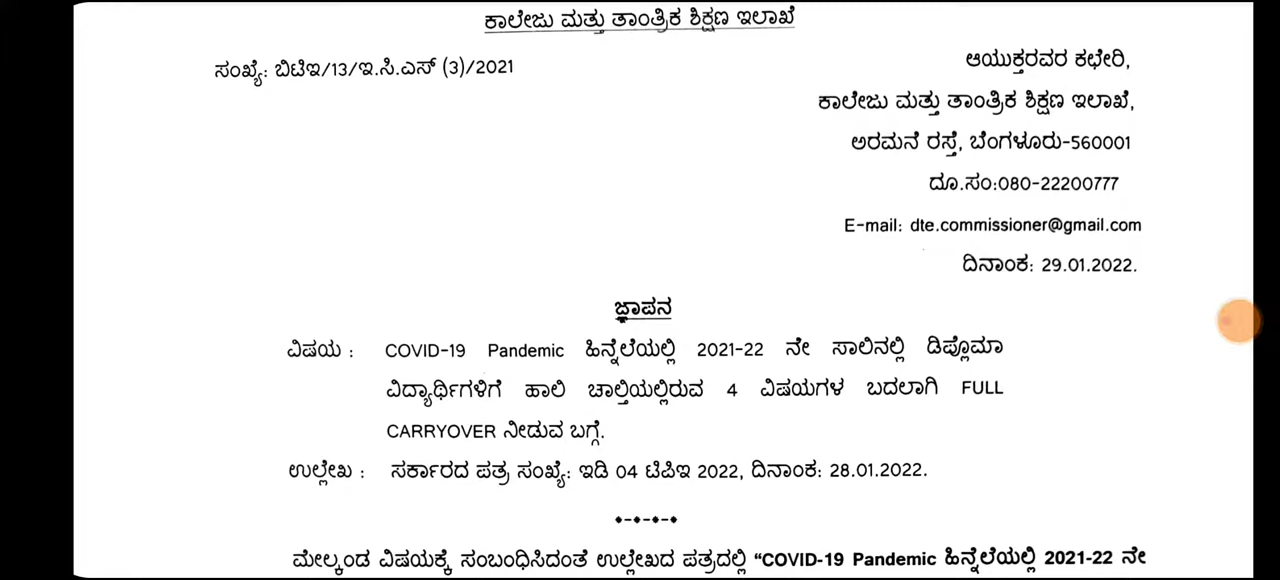 ಕಾಲೇಜು ಮತ್ತು ತಾಂತ್ರಿಕ ಶಿಕ್ಷಣ ಇಲಾಖೆ
ಸಂಖ್ಯೆ: ಬಿಟಿಇ/13/ಇ.ಸಿ.ಎಸ್ (3)/2021
ಆಯುಕ್ತರವರ ಕಛೇರಿ,
ಕಾಲೇಜು ಮತ್ತು ತಾಂತ್ರಿಕ ಶಿಕ್ಷಣ ಇಲಾಖೆ,
ಅರಮನೆ ರಸ್ತೆ, ಬೆಂಗಳೂರು-560001
ದೂ.ಸಂ:080-22200777
E-mail: dte.commissioner@gmail.com
ದಿನಾಂಕ: 29.01.2022.
ಜ್ಞಾಪನ
ವಿಷಯ : COVID-19 Pandemic ಹಿನ್ನೆಲೆಯಲ್ಲಿ 2021-22 ನೇ ಸಾಲಿನಲ್ಲಿ ಡಿಪ್ಲೊಮಾ
ವಿದ್ಯಾರ್ಥಿಗಳಿಗೆ ಹಾಲಿ ಚಾಲ್ತಿಯಲ್ಲಿರುವ 4 ವಿಷಯಗಳ ಬದಲಾಗಿ FULL
CARRYOVER ನೀಡುವ ಬಗ್ಗೆ.
ಉಲ್ಲೇಖ : ಸರ್ಕಾರದ ಪತ್ರ ಸಂಖ್ಯೆ: ಇಡಿ 04 ಟಿಪಿಇ 2022, ದಿನಾಂಕ: 28.01.2022.
ಮೇಲ್ಕಂಡ ವಿಷಯಕ್ಕೆ ಸಂಬಂಧಿಸಿದಂತೆ ಉಲ್ಲೇಖದ ಪತ್ರದಲ್ಲಿ "COVID-19 Pandemic ಹಿನ್ನೆಲೆಯಲ್ಲಿ 2021-22 ನೇ